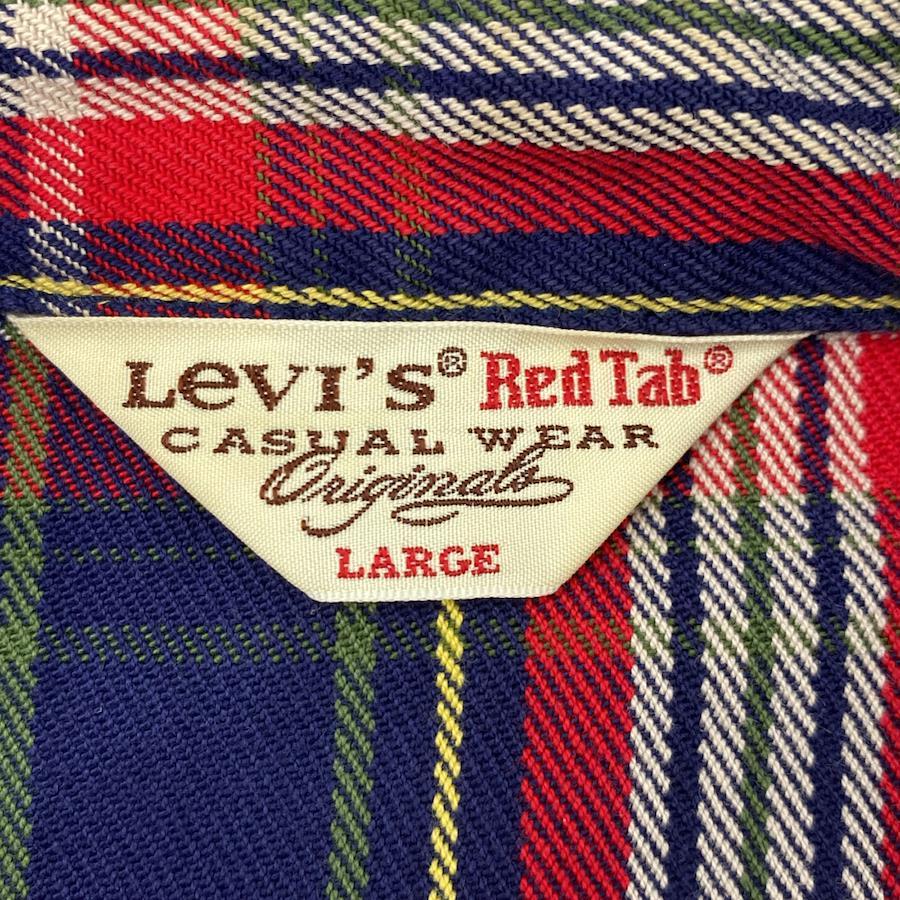 Levi's® Red Tab®
CASUAL WEAR
Originals
LARGE